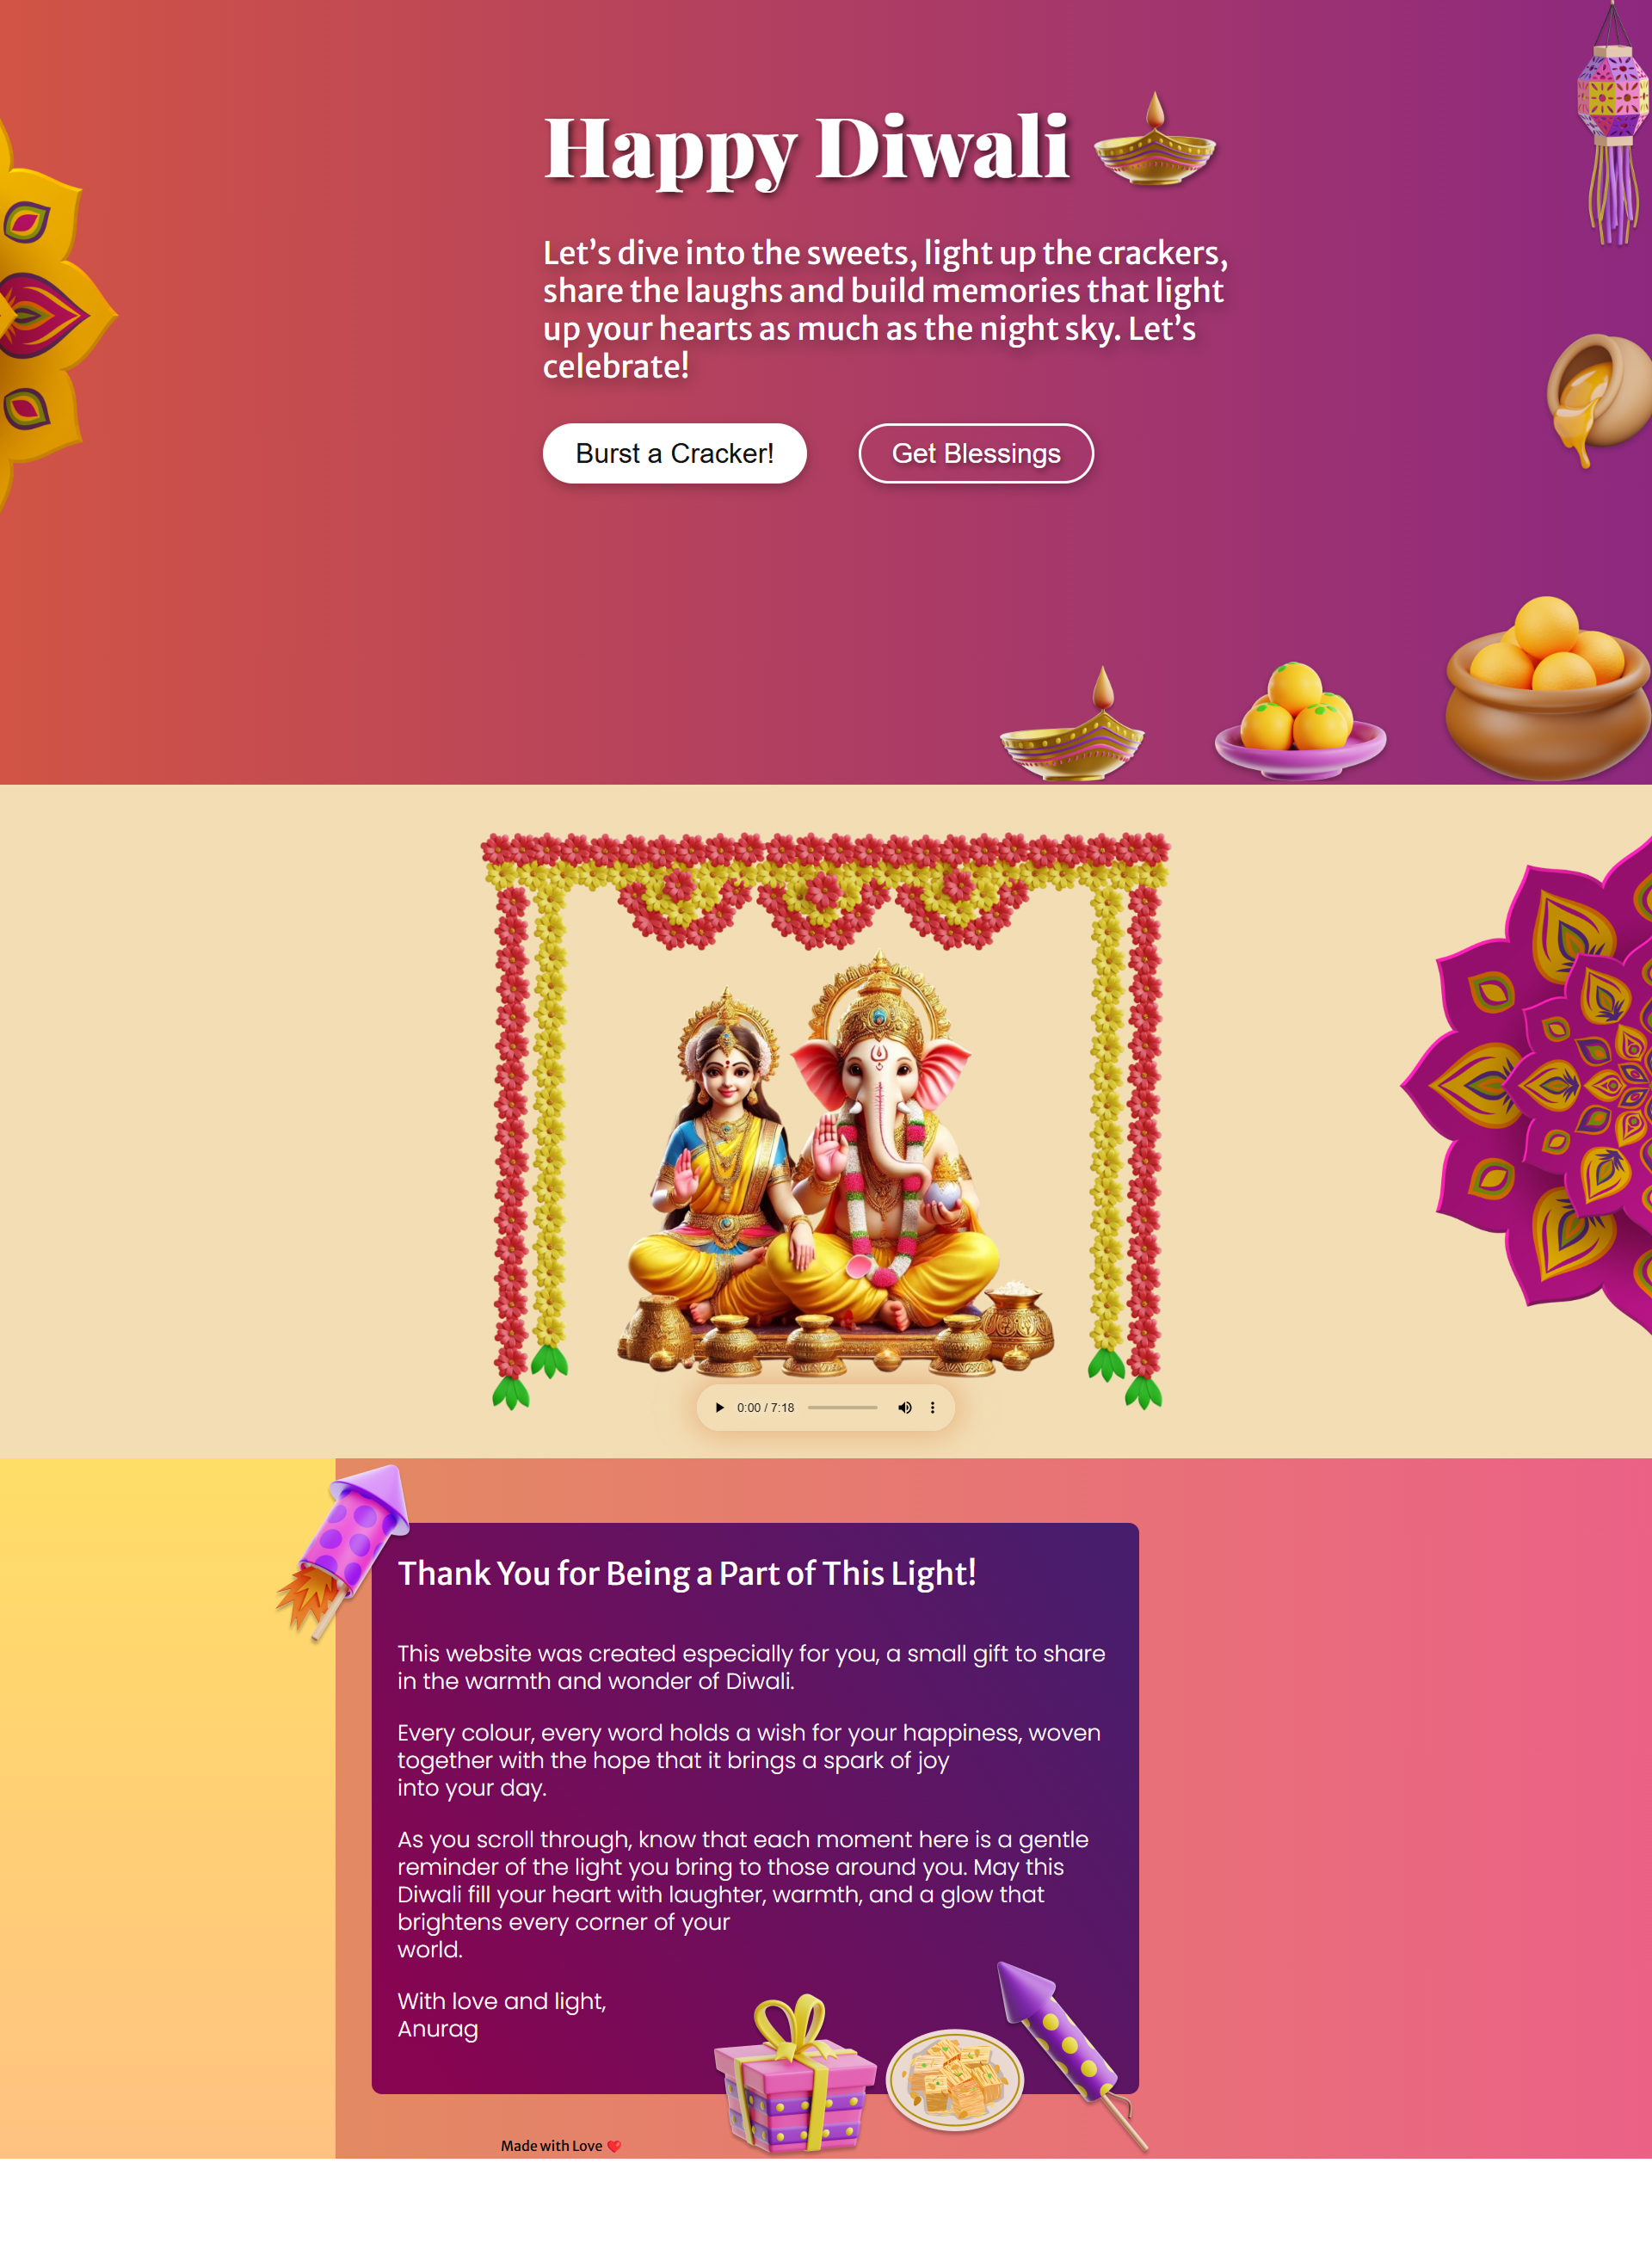 Happy Diwali
Let’s dive into the sweets, light up the crackers,
share the laughs and build memories that light
up your hearts as much as the night sky. Let’s
celebrate!
Burst a Cracker!
Get Blessings
0:00 / 7:18
Thank You for Being a Part of This Light!
This website was created especially for you, a small gift to share
in the warmth and wonder of Diwali.
Every colour, every word holds a wish for your happiness, woven
together with the hope that it brings a spark of joy
into your day.
As you scroll through, know that each moment here is a gentle
reminder of the light you bring to those around you. May this
Diwali fill your heart with laughter, warmth, and a glow that
brightens every corner of your
world.
With love and light,
Anurag
Made with Love ❤️